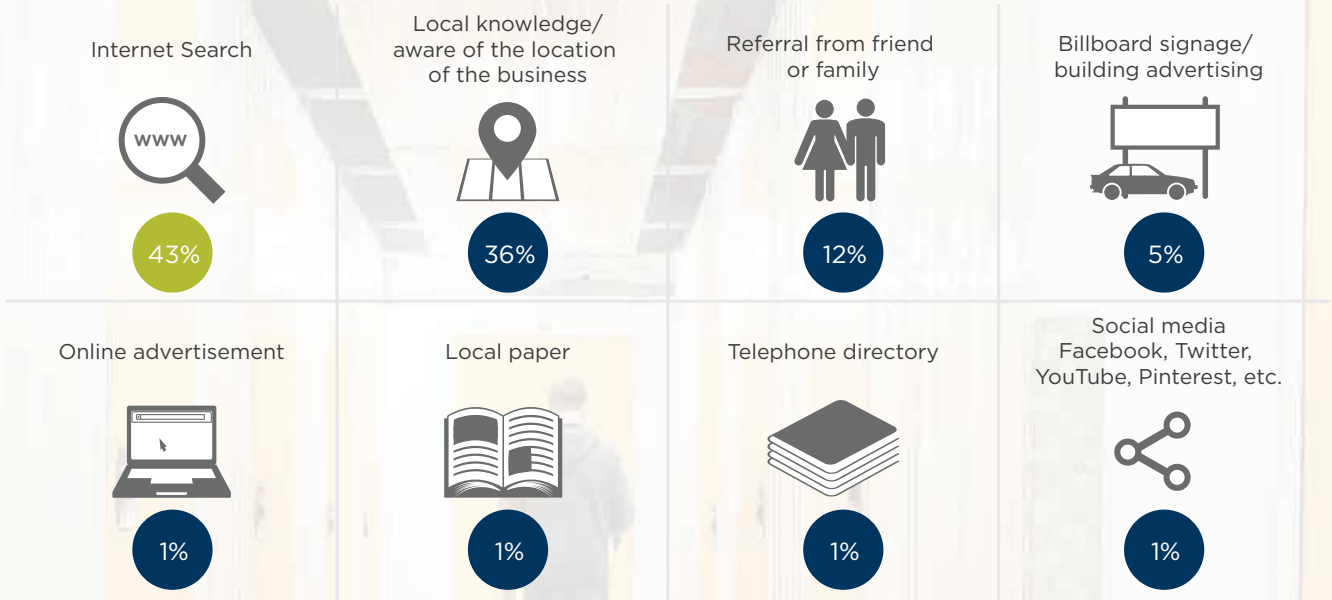 Internet Search
www
43%
Local knowledge/
aware of the location
of the business
36%
Referral from friend
or family
12%
Billboard signage/
building advertising
5%
Online advertisement
1%
Local paper
1%
Telephone directory
1%
Social media
Facebook, Twitter,
YouTube, Pinterest, etc.
1%